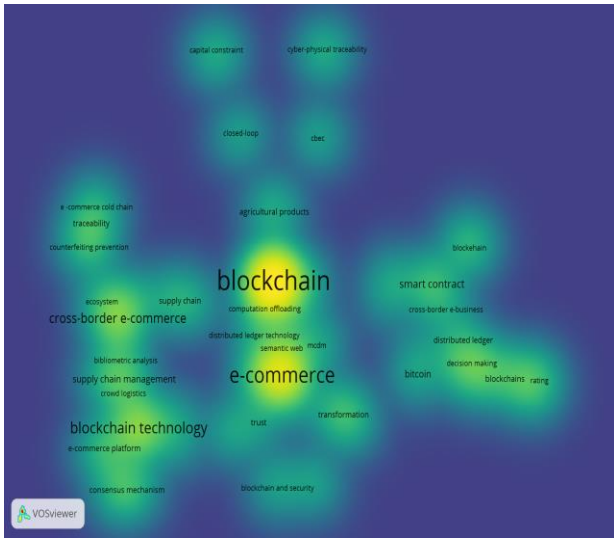 capital constraint
cyber-physical traceability
closed-loop
cbec
e -commerce cold chain
agricultural products
traceability
counterfeiting prevention
blockehain
blockchain
smart contract
ecosystem
supply chain
computation offloading
cross-border e-business
cross-border e-commerce
distributed ledger technology
distributed ledger
semantic web
mcdm
bibliometric analysis
decision making
supply chain management
e-commerce
bitcoin
blockchains
rating
crowd logistics
transformation
blockchain technology
trust
e-commerce platform
consensus mechanism
blockchain and security
VOSviewer